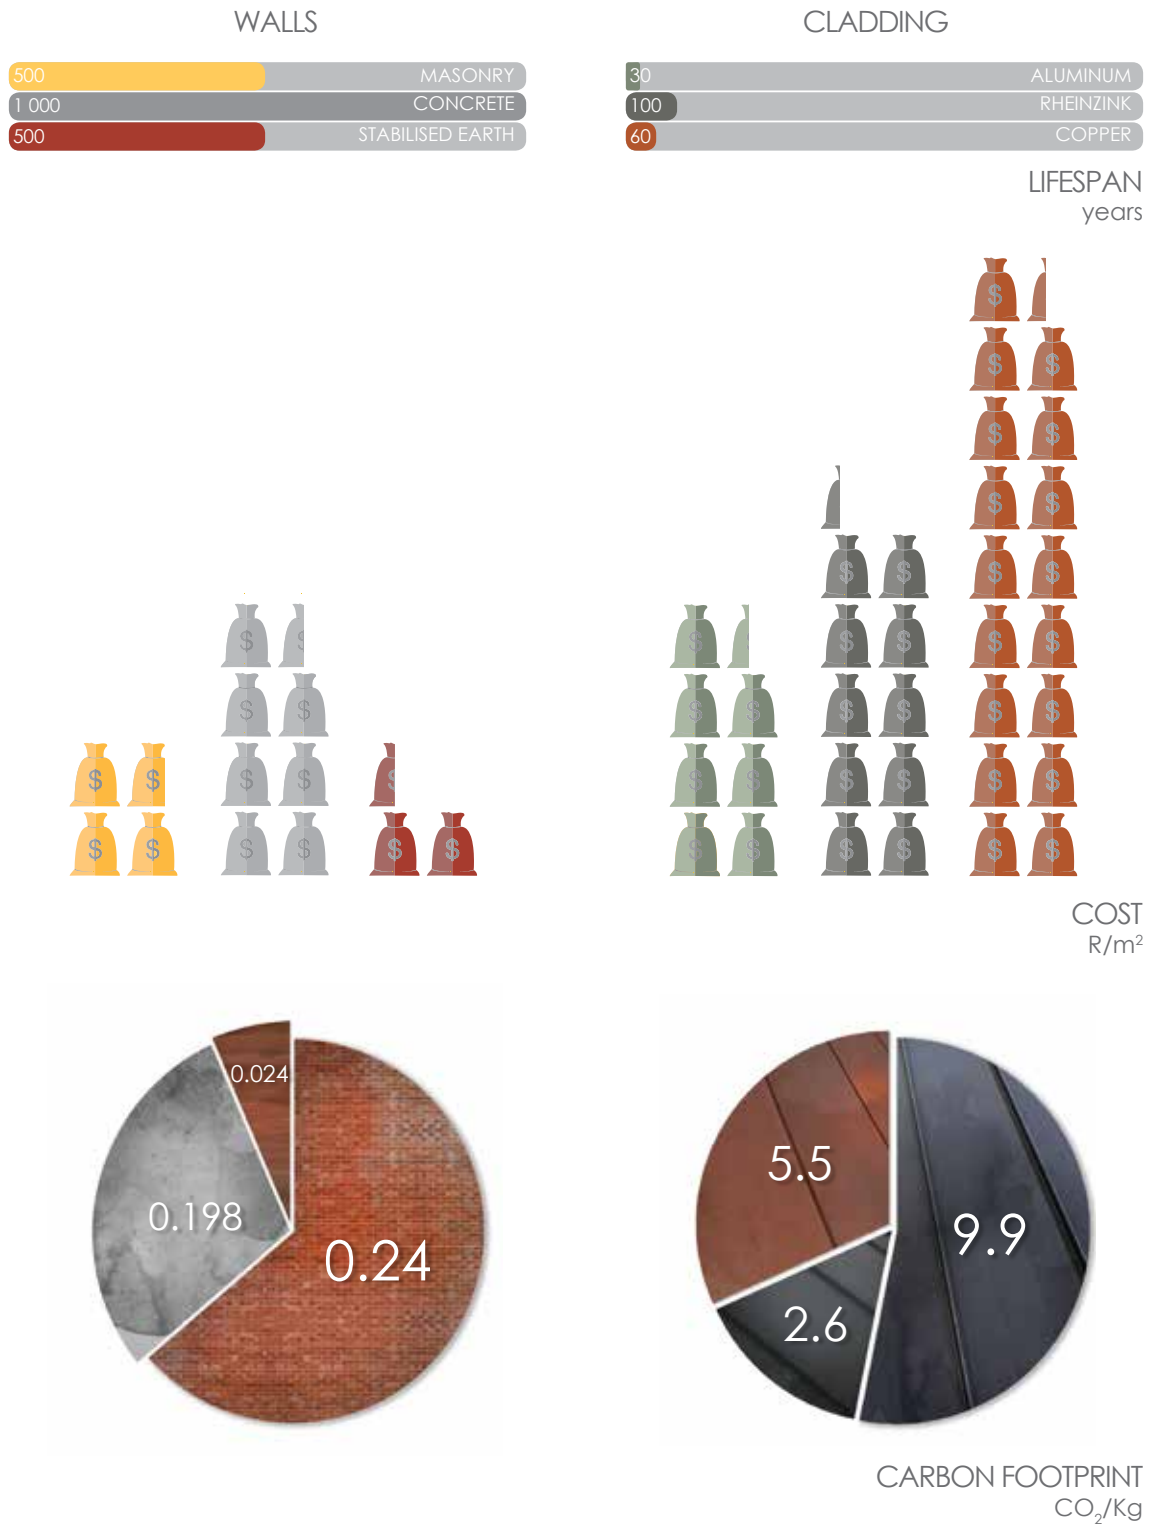 WALLS
500 MASONRY
1 000 CONCRETE
500 STABILISED EARTH
CLADDING
30 ALUMINUM
100 RHEINZINK
60 COPPER
LIFESPAN
years
$ $ $ $
$ $ $ $ $ $ $ $
$ $ $
$ $ $ $ $ $ $ $
$ $ $ $ $ $ $ $
$ $ $ $ $ $ $ $ $ $ $ $ $ $ $ $ $
COST
R/m²
0.024
0.198
0.24
5.5
9.9
2.6
CARBON FOOTPRINT
CO₂/Kg